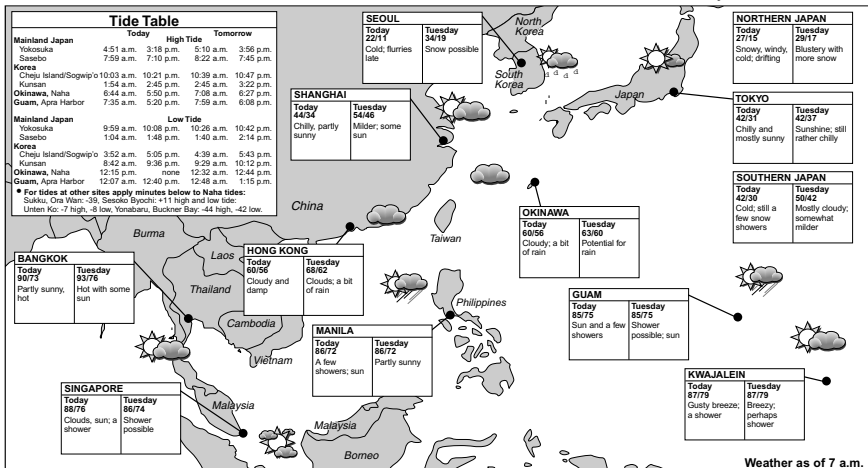 Tide Table
Today Tomorrow
Mainland Japan High Tide
Yokosuka 4:51 a.m. 3:18 p.m. 5:10 a.m. 3:56 p.m.
Sasebo 7:59 a.m. 7:10 p.m. 8:22 a.m. 7:45 p.m.
Korea
Cheju Island/Sogwip'o 10:03 a.m. 10:21 p.m. 10:39 a.m. 10:47 p.m.
Kunsan 1:54 a.m. 2:45 p.m. 2:45 a.m. 3:22 p.m.
Okinawa, Naha 6:44 a.m. 5:50 p.m. 7:08 a.m. 6:27 p.m.
Guam, Apra Harbor 7:35 a.m. 5:20 p.m. 7:59 a.m. 6:08 p.m.
Mainland Japan Low Tide
Yokosuka 9:59 a.m. 10:08 p.m. 10:26 a.m. 10:42 p.m.
Sasebo 1:04 a.m. 1:48 p.m. 1:40 a.m. 2:14 p.m.
Korea
Cheju Island/Sogwip'o 3:52 a.m. 5:05 p.m. 4:39 a.m. 5:43 p.m.
Kunsan 8:42 a.m. 9:36 p.m. 9:29 a.m. 10:12 p.m.
Okinawa, Naha 12:15 p.m. none 12:32 a.m. 12:44 p.m.
Guam, Apra Harbor 12:07 a.m. 12:40 p.m. 12:48 a.m. 1:15 p.m.
• For tides at other sites apply minutes below to Naha tides:
Sukku, Ora Wan: -39, Sesoko Byochi: +11 high and low tide:
Unten Ko: -7 high, -8 low, Yonabaru, Buckner Bay: -44 high, -42 low.
SEOUL
Today Tuesday
22/11 34/19
Cold; flurries Snow possible
late
North
Korea
South
Korea
Japan
NORTHERN JAPAN
Today Tuesday
27/15 29/17
Snowy, windy, Blustery with
cold; drifting more snow
SHANGHAI
Today Tuesday
44/34 54/46
Chilly, partly Milder; some
sunny sun
TOKYO
Today Tuesday
42/31 42/37
Chilly and Sunshine; still
mostly sunny rather chilly
SOUTHERN JAPAN
Today Tuesday
42/30 50/42
Cold; still a Mostly cloudy;
few snow somewhat
showers milder
China
Taiwan
OKINAWA
Today Tuesday
60/56 63/60
Cloudy; a bit Potential for
of rain rain
Burma
Laos
Thailand
Cambodia
Vietnam
BANGKOK
Today Tuesday
90/73 93/76
Partly sunny, Hot with some
hot sun
HONG KONG
Today Tuesday
60/56 68/62
Cloudy and Clouds; a bit
damp of rain
Philippines
GUAM
Today Tuesday
85/75 85/75
Sun and a few Shower
showers possible; sun
MANILA
Today Tuesday
86/72 86/72
A few Partly sunny
showers; sun
KWAJALEIN
Today Tuesday
87/79 87/79
Gusty breeze; Breezy;
a shower perhaps
shower
SINGAPORE
Today Tuesday
88/76 86/74
Clouds, sun; a Shower
shower possible
Malaysia
Malaysia
Borneo
Weather as of 7 a.m.